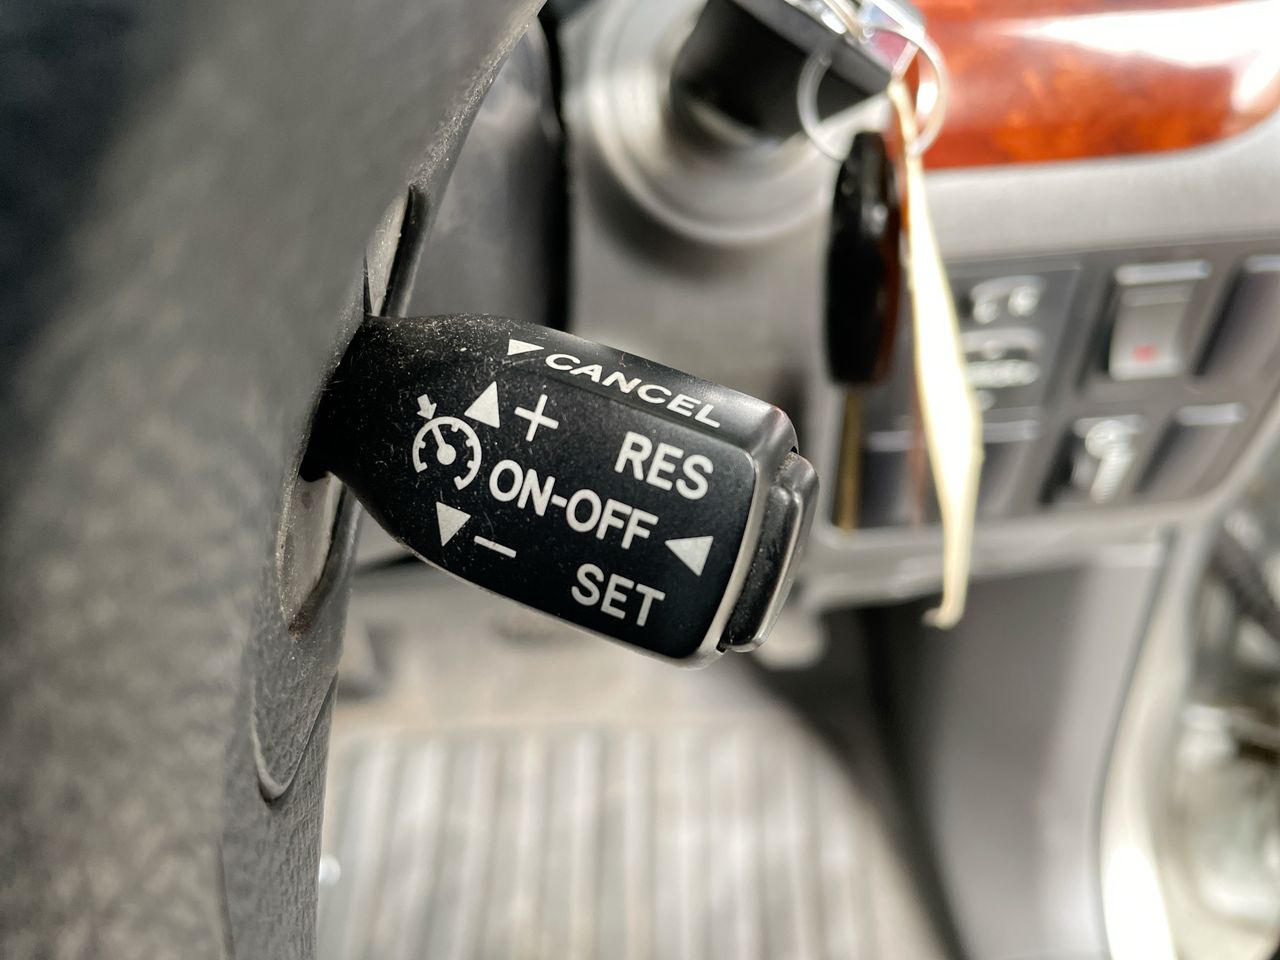 CANCEL
+ RES
ON-OFF
– SET